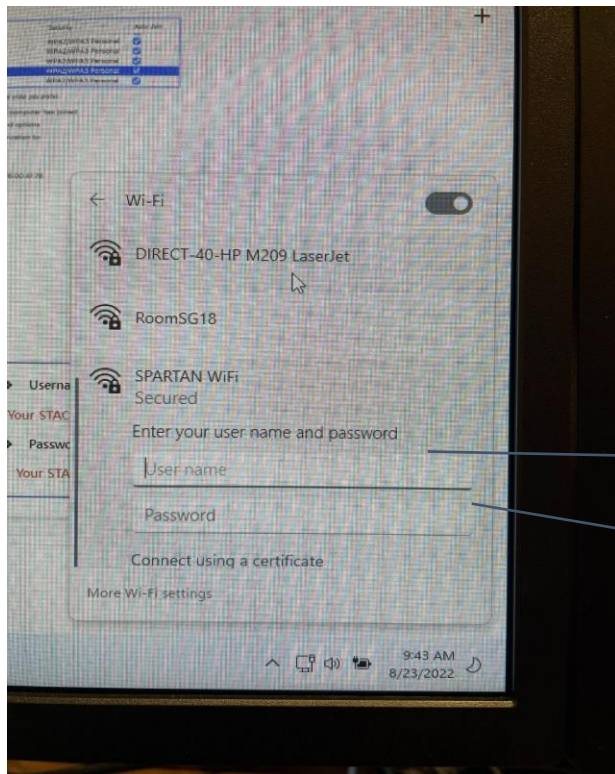 +
Security Auto-Join
WPA2/WPA3 Personal
WPA2/WPA3 Personal
WPA2/WPA3 Personal
WPA2/WPA3 Personal
WPA2/WPA3 Personal
← Wi-Fi
DIRECT-40-HP M209 LaserJet
RoomSG18
SPARTAN WiFi
Secured
Enter your user name and password
User name
Password
Connect using a certificate
More Wi-Fi settings
Userna
Your STAC
Passwo
Your STA
9:43 AM
8/23/2022